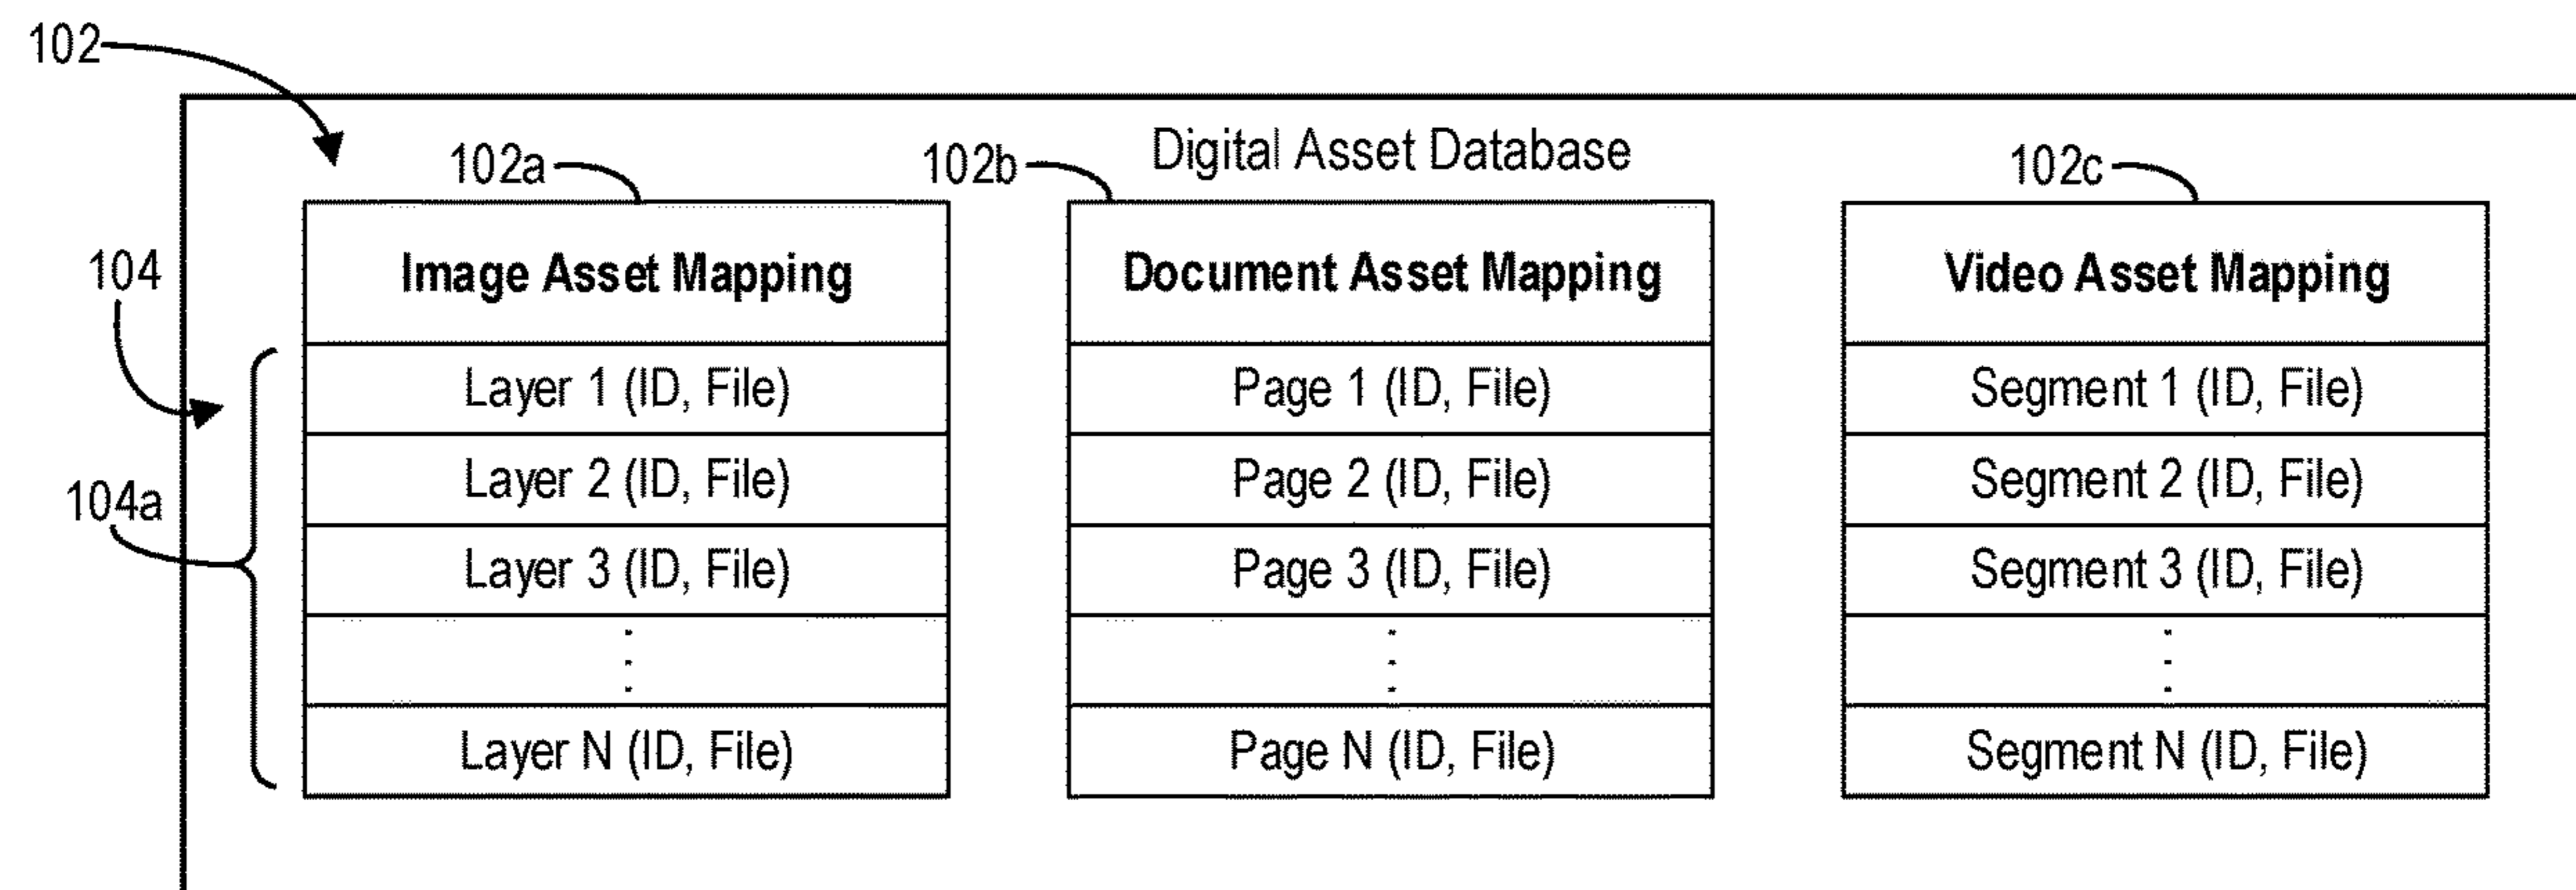 102
Digital Asset Database
102a
102b
102c
104
104a
Image Asset Mapping
Layer 1 (ID, File)
Layer 2 (ID, File)
Layer 3 (ID, File)
Layer N (ID, File)
Document Asset Mapping
Page 1 (ID, File)
Page 2 (ID, File)
Page 3 (ID, File)
Page N (ID, File)
Video Asset Mapping
Segment 1 (ID, File)
Segment 2 (ID, File)
Segment 3 (ID, File)
Segment N (ID, File)